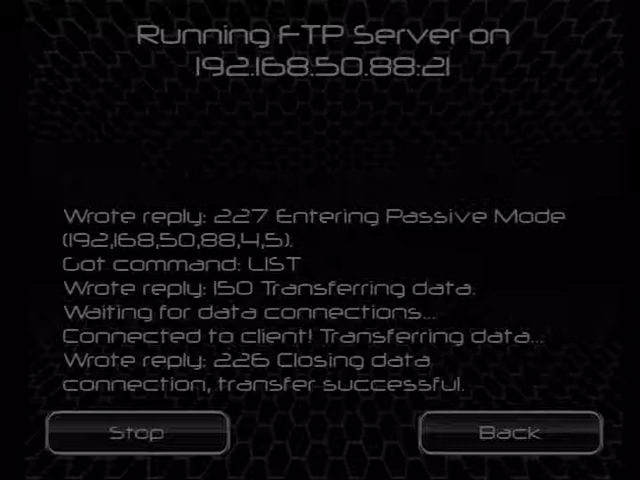 Running FTP Server on
192.168.50.88:21
Wrote reply: 227 Entering Passive Mode
(192,168,50,88,4,5).
Got command: LIST
Wrote reply: 150 Transferring data.
Waiting for data connections...
Connected to client! Transferring data...
Wrote reply: 226 Closing data
connection, transfer successful.
Stop
Back